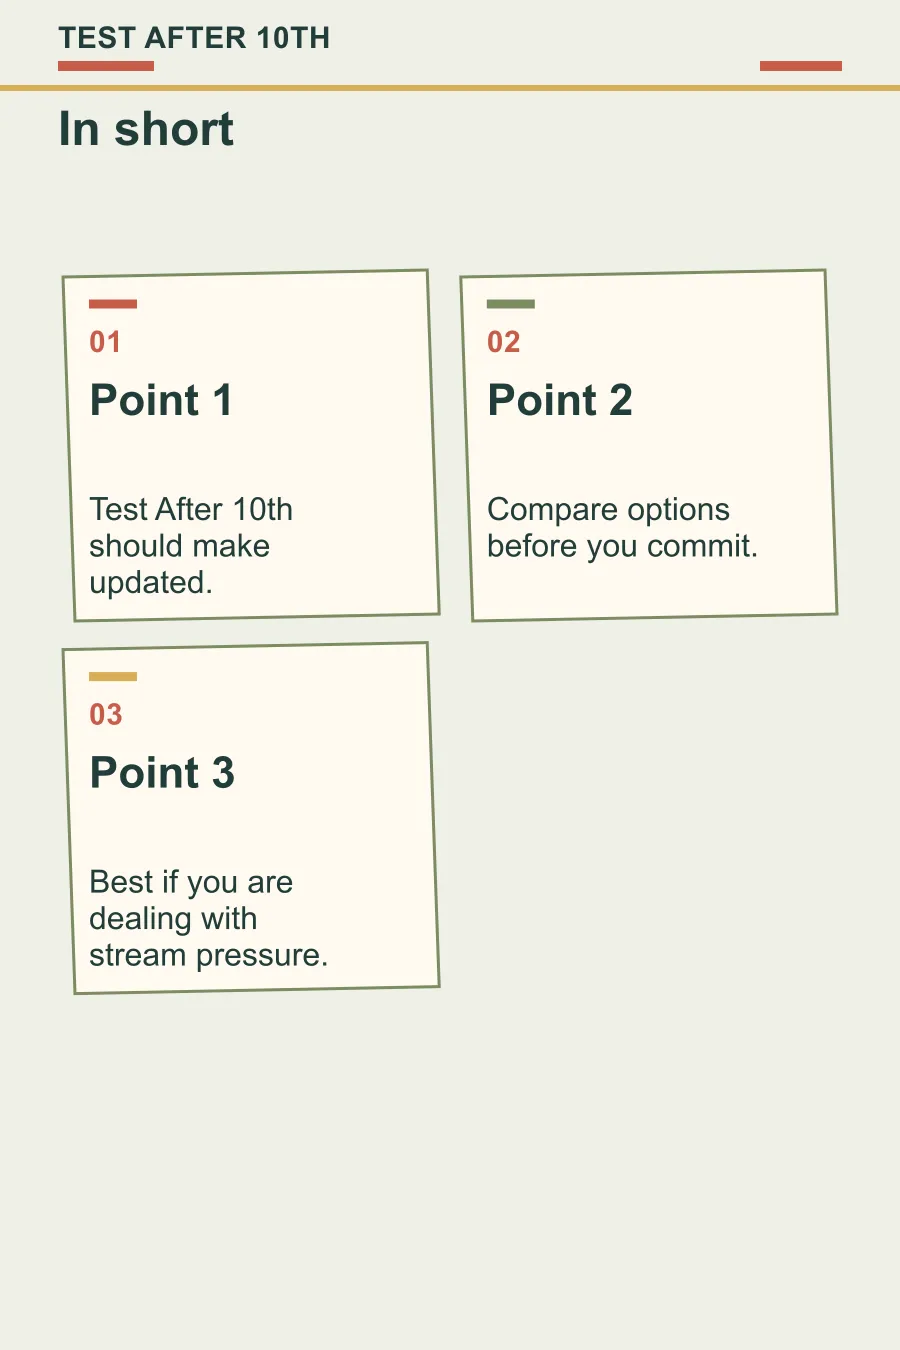 TEST AFTER 10TH
In short
01
Point 1
Test After 10th
should make
updated.
02
Point 2
Compare options
before you commit.
03
Point 3
Best if you are
dealing with
stream pressure.